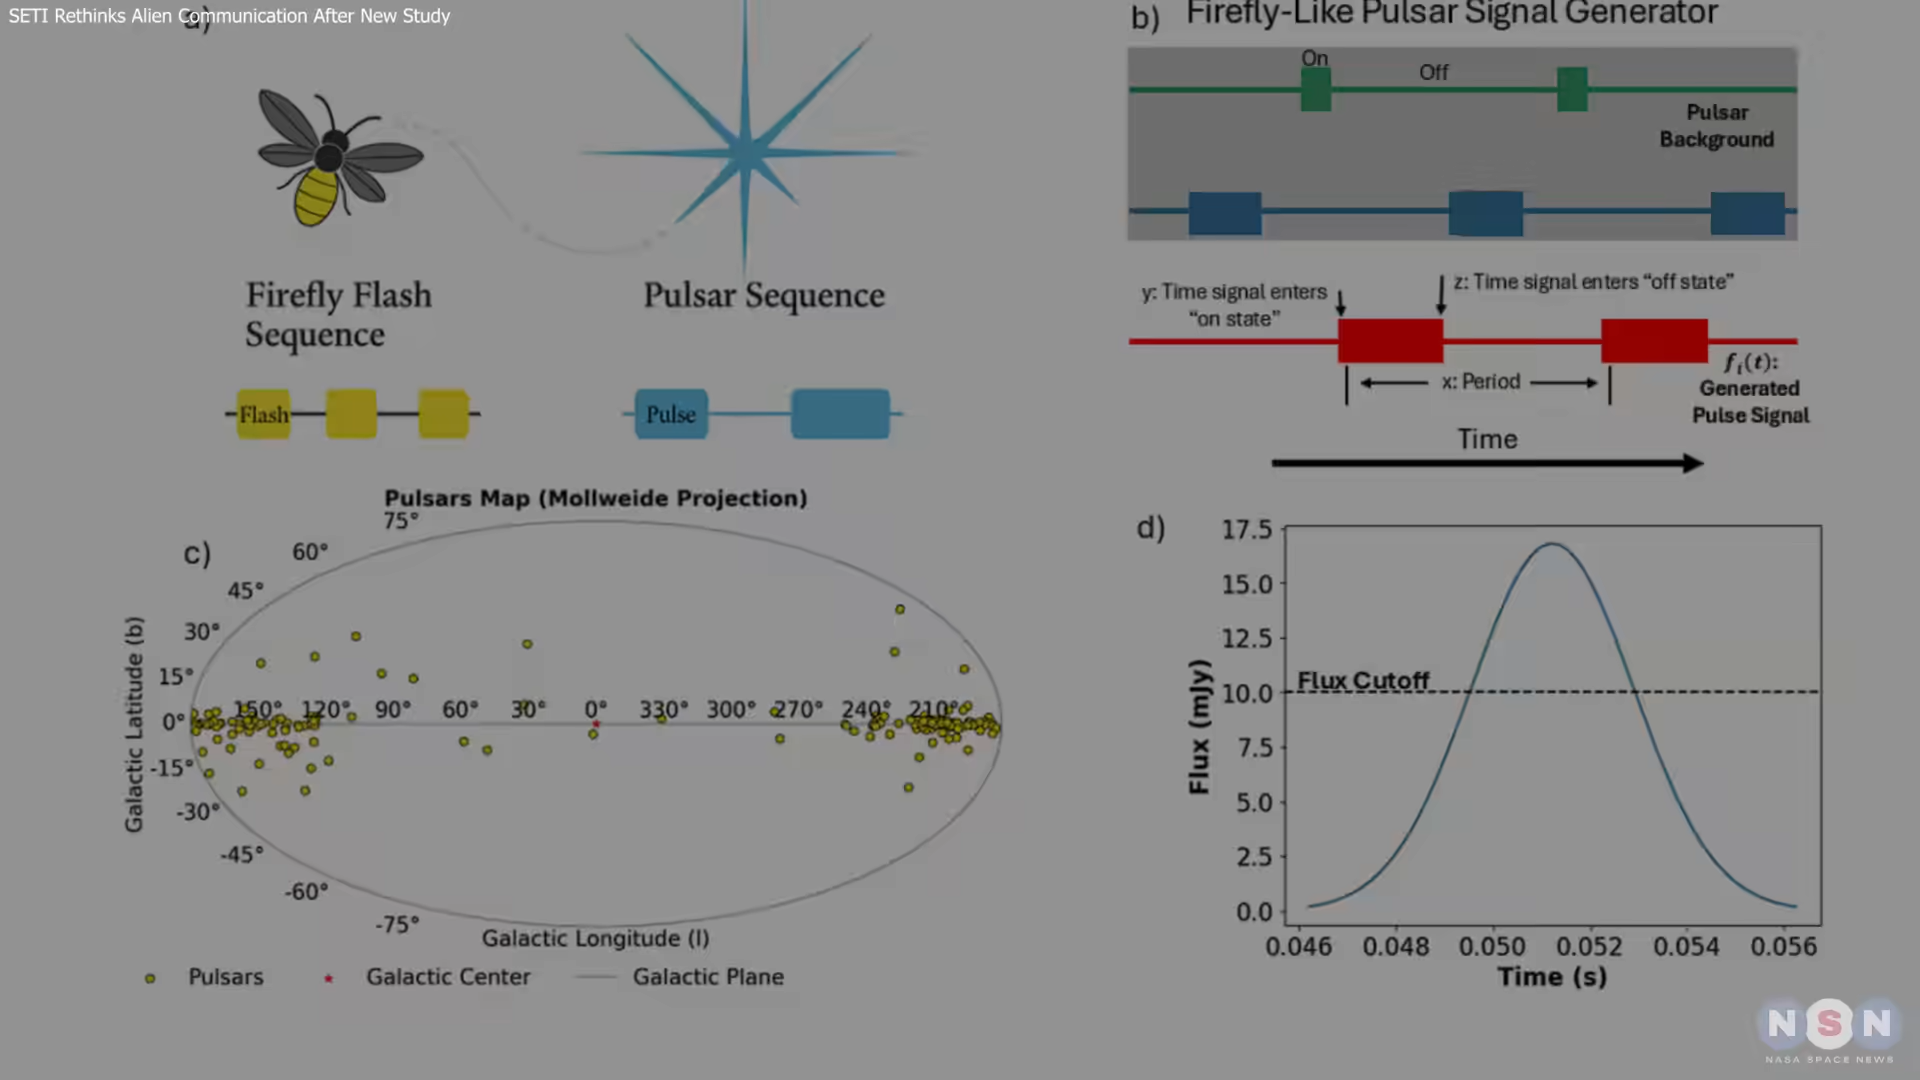 SETI Rethinks Alien Communication After New Study
a)
Firefly Flash
Sequence
Pulsar Sequence
Flash
Pulse
b) Firefly-Like Pulsar Signal Generator
On
Off
Pulsar
Background
y: Time signal enters
“on state”
z: Time signal enters “off state”
x: Period
fi(t):
Generated
Pulse Signal
Time
Pulsars Map (Mollweide Projection)
c)
75°
60°
45°
30°
15°
0°
-15°
-30°
-45°
-60°
-75°
150° 120° 90° 60° 30° 0° 330° 300° 270° 240° 210°
Galactic Latitude (b)
Galactic Longitude (l)
Pulsars
Galactic Center
Galactic Plane
d)
17.5
15.0
12.5
10.0
7.5
5.0
2.5
0.0
Flux Cutoff
Flux (mJy)
0.046 0.048 0.050 0.052 0.054 0.056
Time (s)
NSN
NASA SPACE NEWS